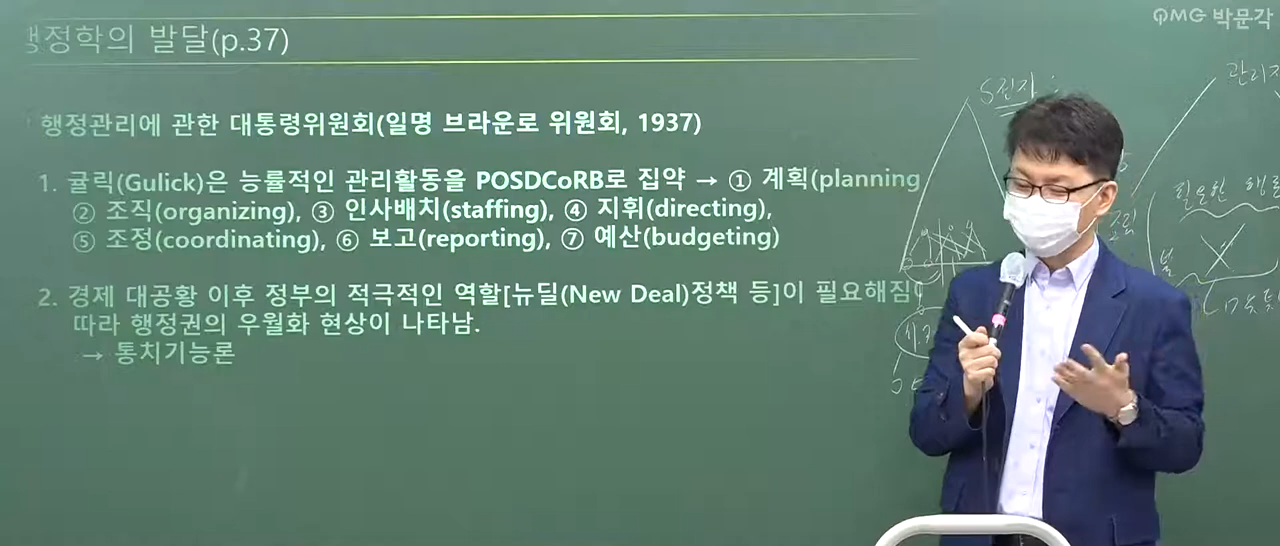 행정학의 발달(p.37)
PMG 박문각
행정관리에 관한 대통령위원회(일명 브라운로 위원회, 1937)
1. 귤릭(Gulick)은 능률적인 관리활동을 POSDCoRB로 집약 → ① 계획(planning
② 조직(organizing), ③ 인사배치(staffing), ④ 지휘(directing),
⑤ 조정(coordinating), ⑥ 보고(reporting), ⑦ 예산(budgeting)
2. 경제 대공황 이후 정부의 적극적인 역할[뉴딜(New Deal)정책 등]이 필요해짐
따라 행정권의 우월화 현상이 나타남.
→ 통치기능론
필요한